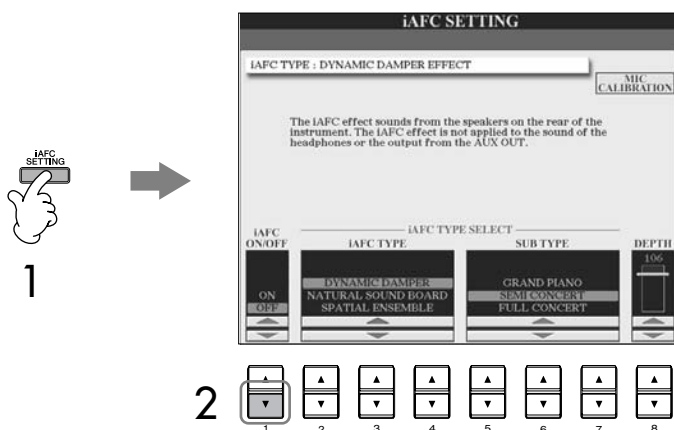 iAFC SETTING
iAFC TYPE : DYNAMIC DAMPER EFFECT
MIC
CALIBRATION
The iAFC effect sounds from the speakers on the rear of the
instrument. The iAFC effect is not applied to the sound of the
headphones or the output from the AUX OUT.
iAFC
SETTING
1
iAFC
ON/OFF
iAFC TYPE SELECT
iAFC TYPE
SUB TYPE
DEPTH
106
DYNAMIC DAMPER
GRAND PIANO
ON
NATURAL SOUND BOARD
SEMI CONCERT
OFF
SPATIAL ENSEMBLE
FULL CONCERT
2
1 2 3 4 5 6 7 8